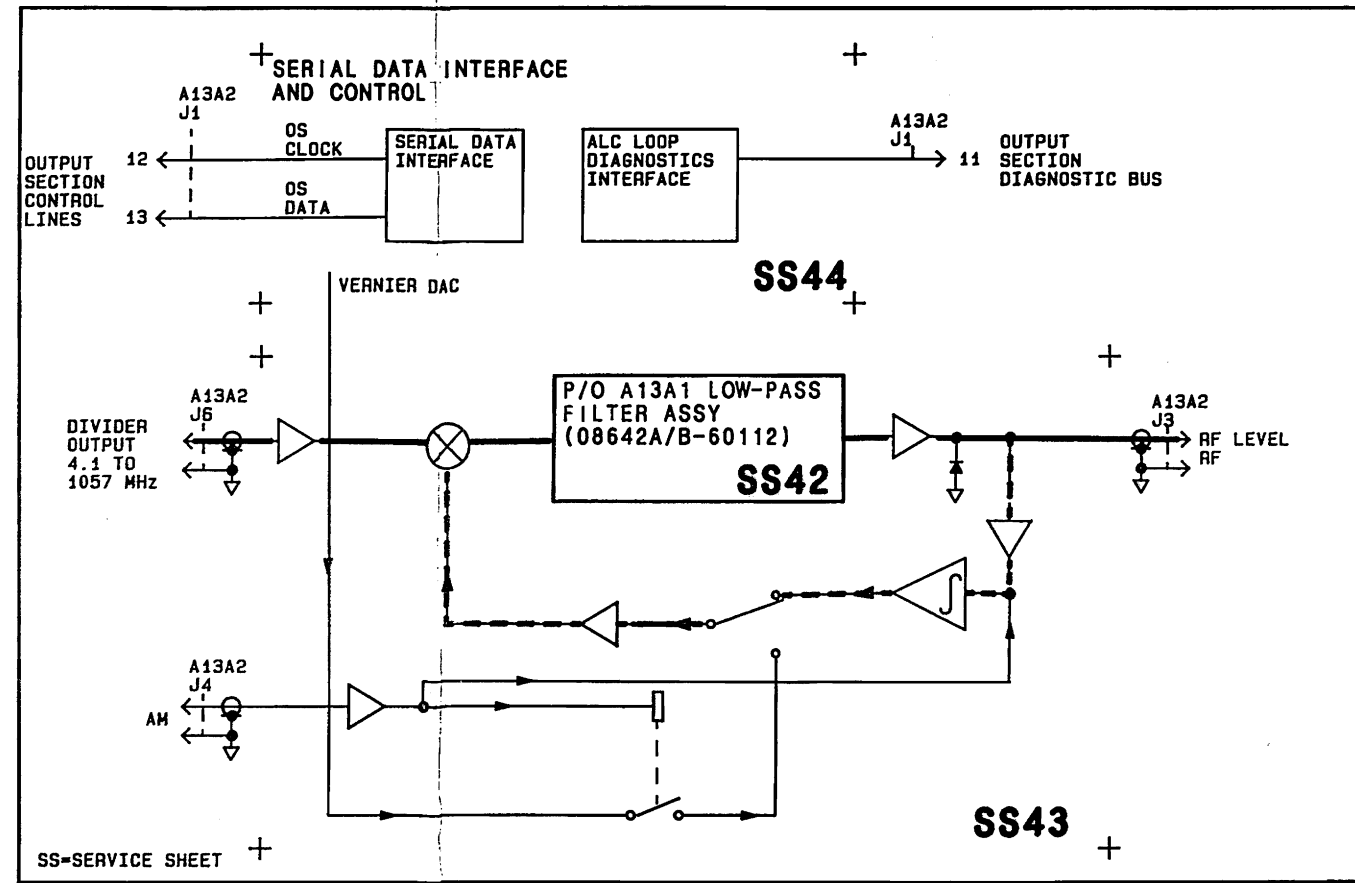 SERIAL DATA INTERFACE
AND CONTROL
A13A2
J1
OS
CLOCK
OS
DATA
OUTPUT
SECTION
CONTROL
LINES
12
13
SERIAL DATA
INTERFACE
ALC LOOP
DIAGNOSTICS
INTERFACE
A13A2
J1
11
OUTPUT
SECTION
DIAGNOSTIC BUS
SS44
VERNIER DAC
DIVIDER
OUTPUT
4.1 TO
1057 MHz
A13A2
J6
P/O A13A1 LOW-PASS
FILTER ASSY
(08642A/B-60112)
SS42
A13A2
J3
RF LEVEL
RF
A13A2
J4
AM
SS43
SS=SERVICE SHEET